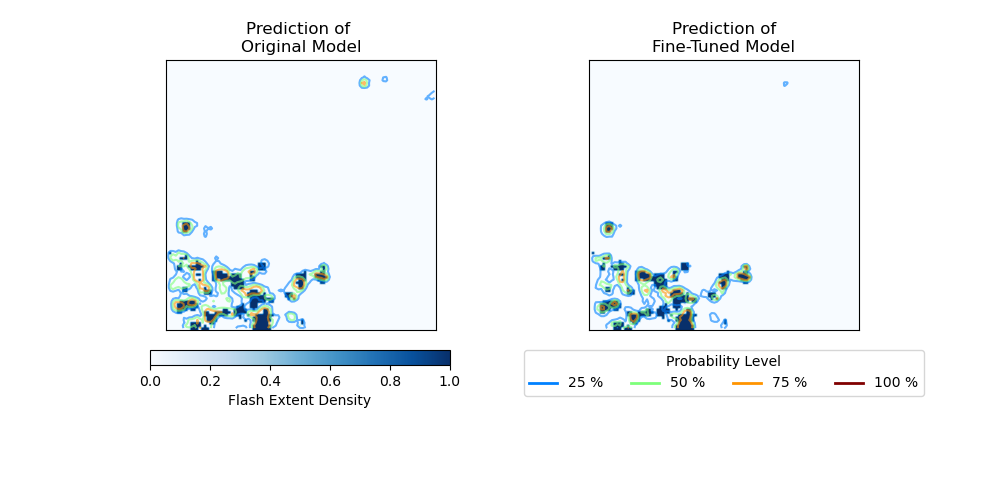 Prediction of
Original Model
Prediction of
Fine-Tuned Model
0.0 0.2 0.4 0.6 0.8 1.0
Flash Extent Density
Probability Level
25 % 50 % 75 % 100 %